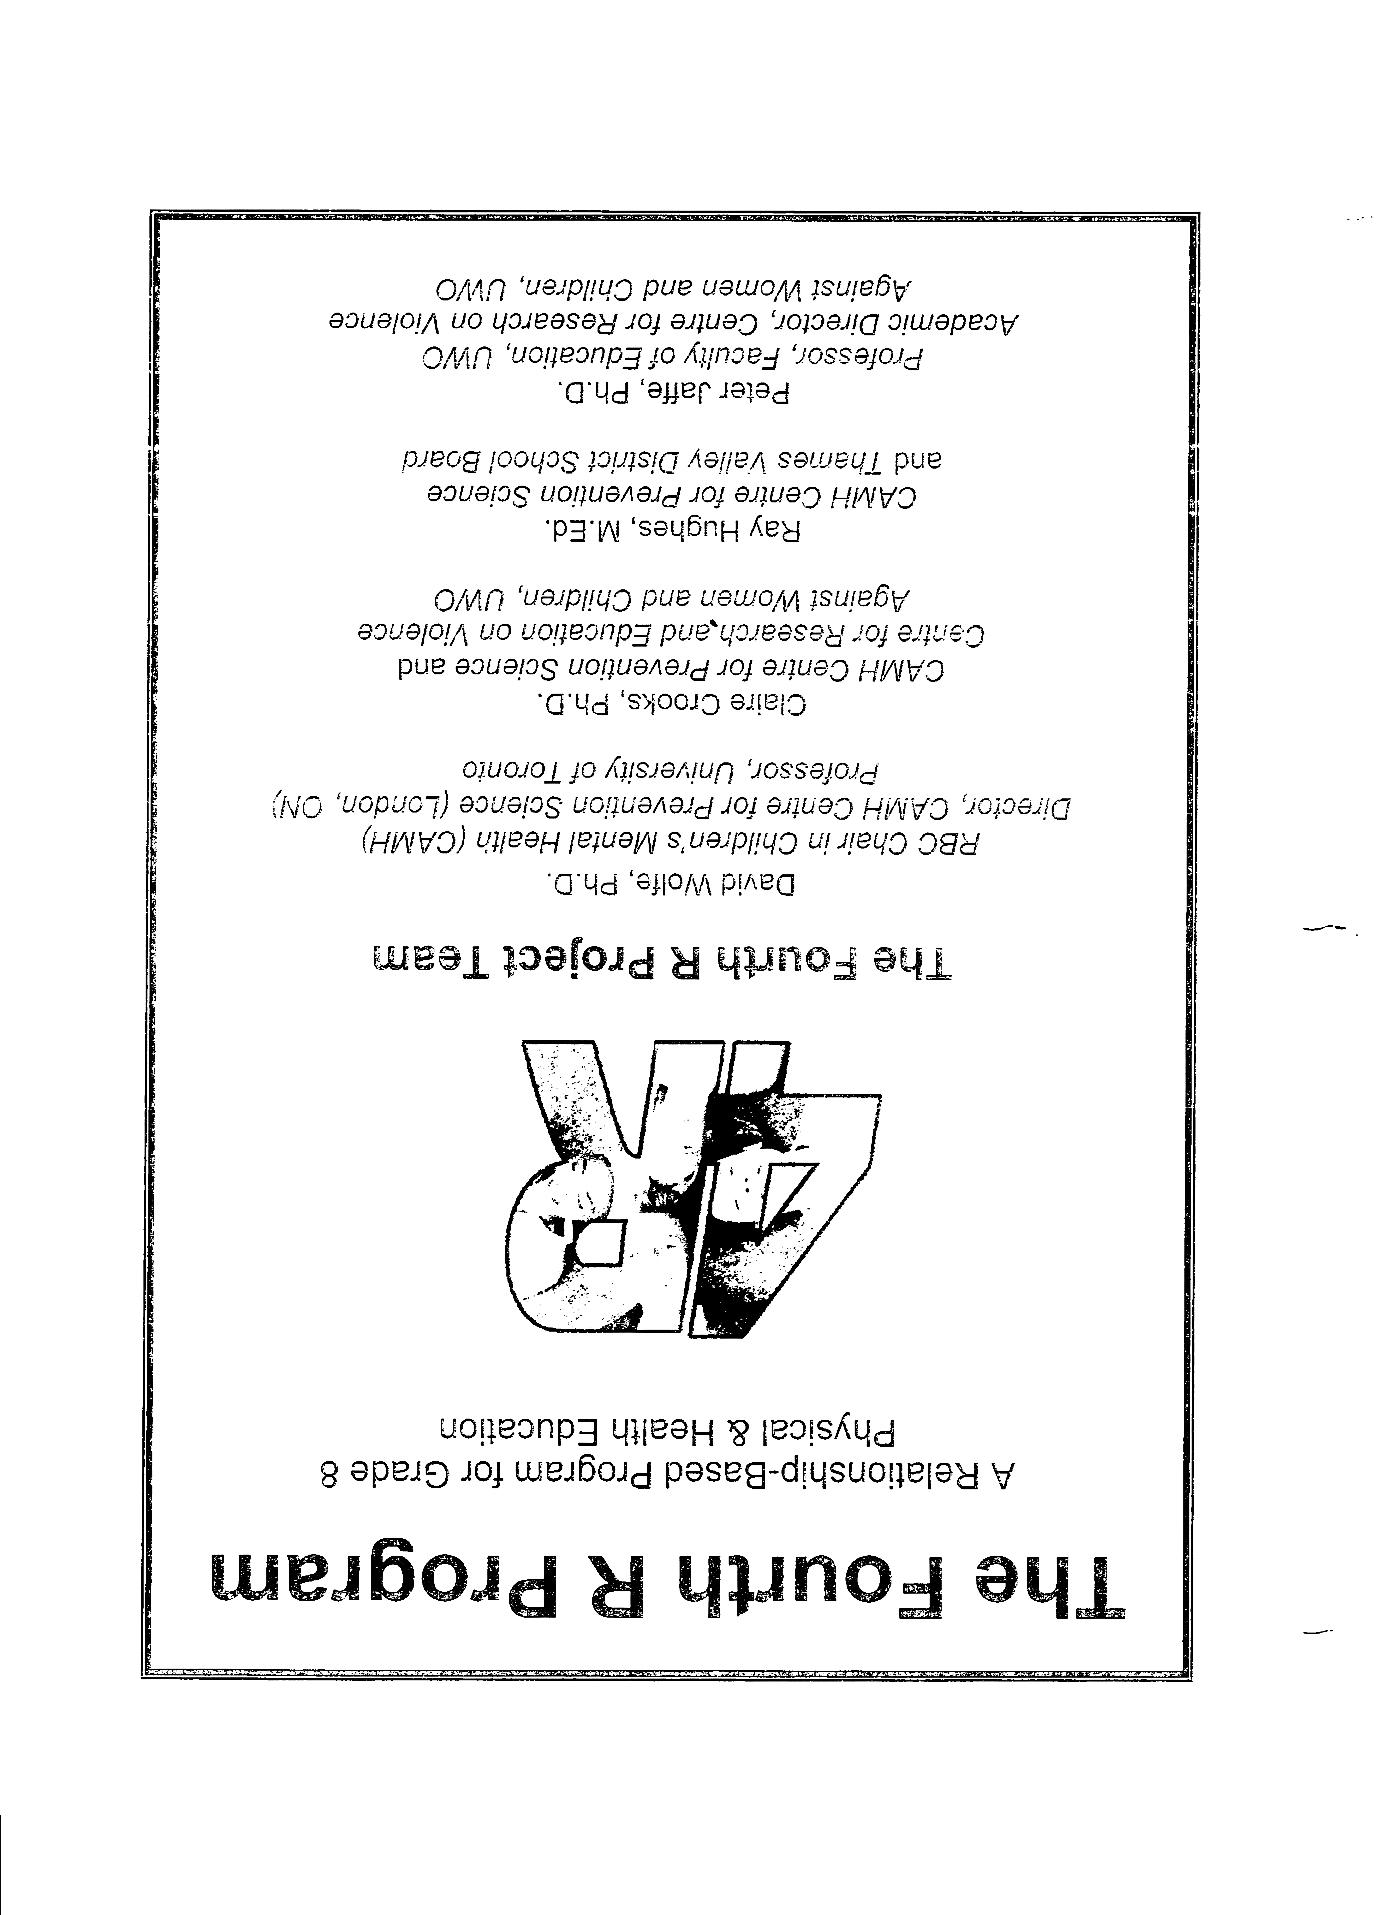 The Fourth R Program
A Relationship-Based Program for Grade 8
Physical & Health Education
4R
The Fourth R Project Team
David Wolfe, Ph.D.
RBC Chair in Children's Mental Health (CAMH)
Director, CAMH Centre for Prevention Science (London, ON)
Professor, University of Toronto
Claire Crooks, Ph.D.
CAMH Centre for Prevention Science and
Centre for Research and Education on Violence
Against Women and Children, UWO
Ray Hughes, M.Ed.
CAMH Centre for Prevention Science
and Thames Valley District School Board
Peter Jaffe, Ph.D.
Professor, Faculty of Education, UWO
Academic Director, Centre for Research on Violence
Against Women and Children, UWO